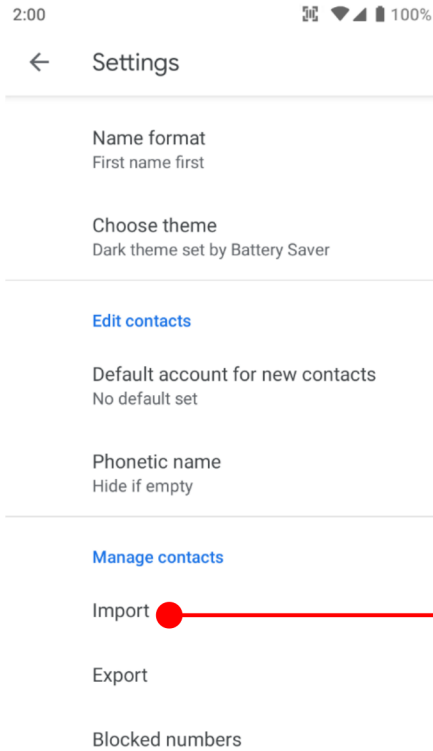 2:00
100%
Settings
Name format
First name first
Choose theme
Dark theme set by Battery Saver
Edit contacts
Default account for new contacts
No default set
Phonetic name
Hide if empty
Manage contacts
Import
Export
Blocked numbers